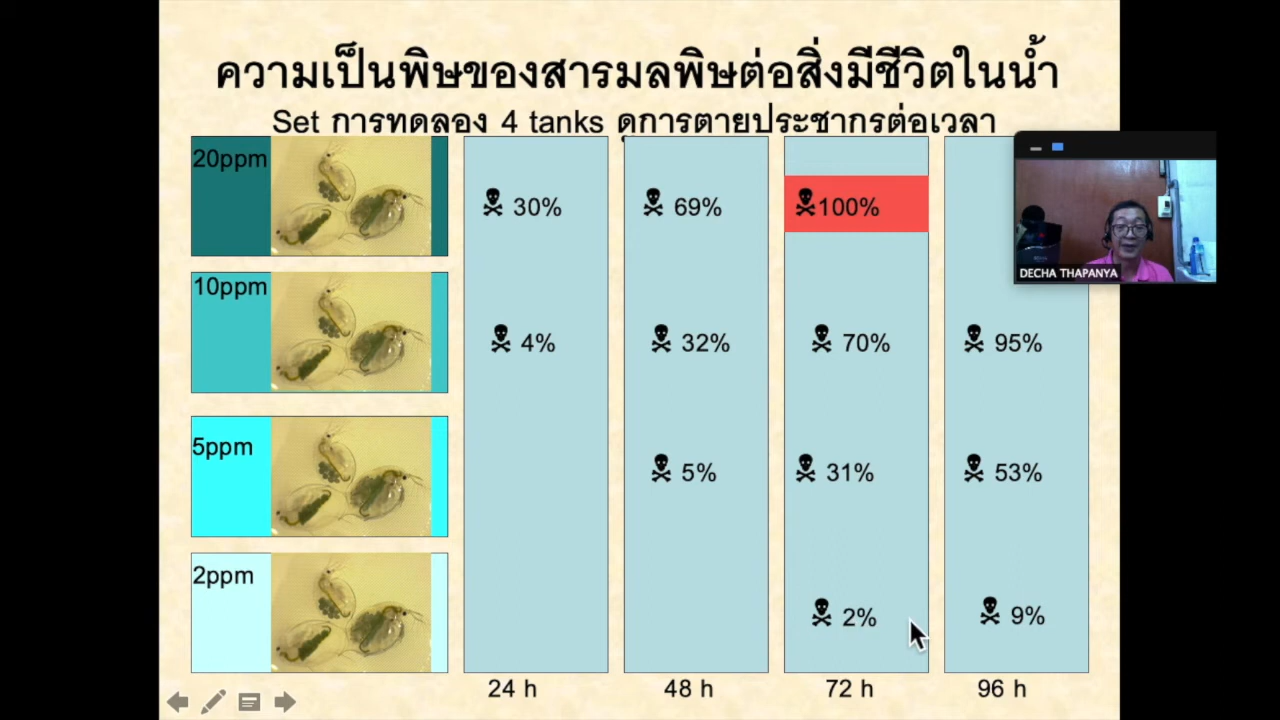 ความเป็นพิษของสารมลพิษต่อสิ่งมีชีวิตในน้ำ
Set การทดลอง 4 tanks ดูการตายประชากรต่อเวลา
20ppm
30%
69%
100%
DECHA THAPANYA
10ppm
4%
32%
70%
95%
5ppm
5%
31%
53%
2ppm
2%
9%
24 h
48 h
72 h
96 h